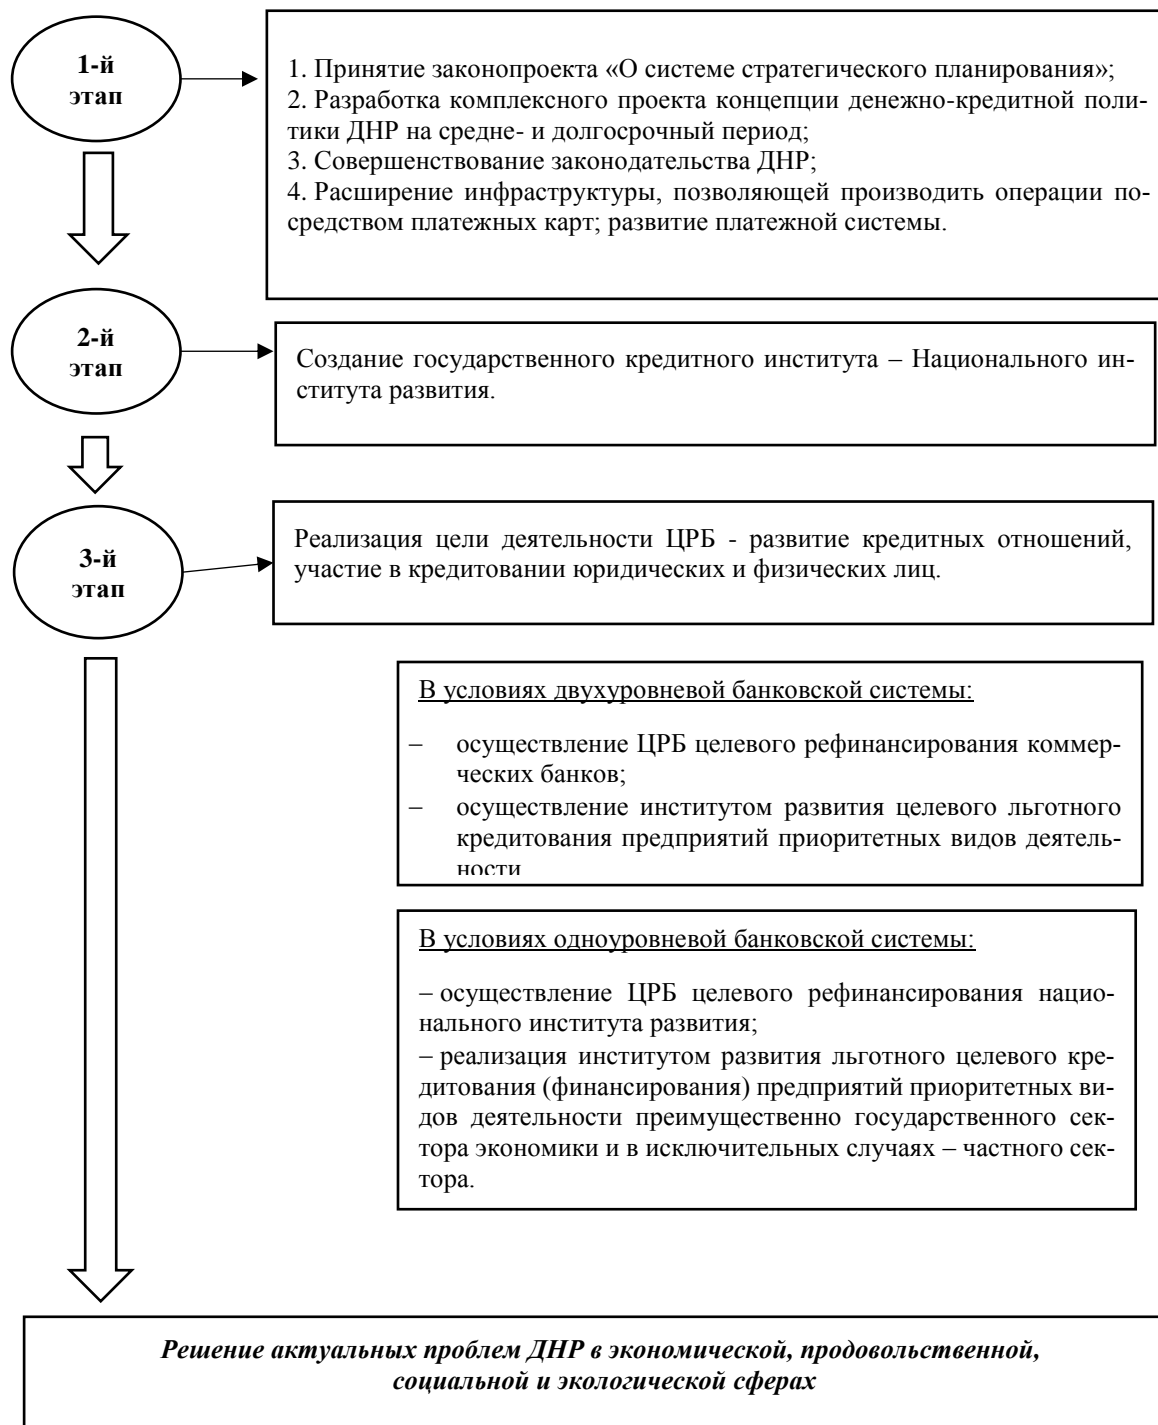 1-й
этап
1. Принятие законопроекта «О системе стратегического планирования»;
2. Разработка комплексного проекта концепции денежно-кредитной поли-
тики ДНР на средне- и долгосрочный период;
3. Совершенствование законодательства ДНР;
4. Расширение инфраструктуры, позволяющей производить операции по-
средством платежных карт; развитие платежной системы.
2-й
этап
Создание государственного кредитного института – Национального ин-
ститута развития.
3-й
этап
Реализация цели деятельности ЦРБ - развитие кредитных отношений,
участие в кредитовании юридических и физических лиц.
В условиях двухуровневой банковской системы:
– осуществление ЦРБ целевого рефинансирования коммер-
ческих банков;
– осуществление институтом развития целевого льготного
кредитования предприятий приоритетных видов деятель-
ности
В условиях одноуровневой банковской системы:
– осуществление ЦРБ целевого рефинансирования нацио-
нального института развития;
– реализация институтом развития льготного целевого кре-
дитования (финансирования) предприятий приоритетных ви-
дов деятельности преимущественно государственного сек-
тора экономики и в исключительных случаях – частного сек-
тора.
Решение актуальных проблем ДНР в экономической, продовольственной,
социальной и экологической сферах